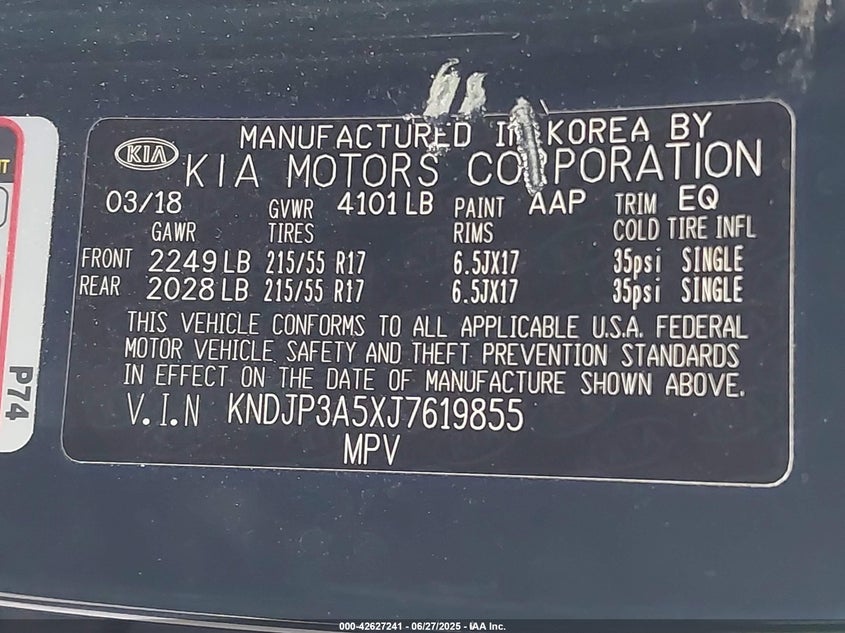 KIA
MANUFACTURED IN KOREA BY
KIA MOTORS CORPORATION
03/18 GVWR 4101 LB PAINT AAP TRIM EQ
GAWR TIRES RIMS COLD TIRE INFL
FRONT 2249 LB 215/55 R17 6.5JX17 35psi SINGLE
REAR 2028 LB 215/55 R17 6.5JX17 35psi SINGLE
THIS VEHICLE CONFORMS TO ALL APPLICABLE U.S.A. FEDERAL
MOTOR VEHICLE SAFETY AND THEFT PREVENTION STANDARDS
IN EFFECT ON THE DATE OF MANUFACTURE SHOWN ABOVE.
V.I.N KNDJP3A5XJ7619855
MPV
P74
000-42627241 - 06/27/2025 - IAA Inc.